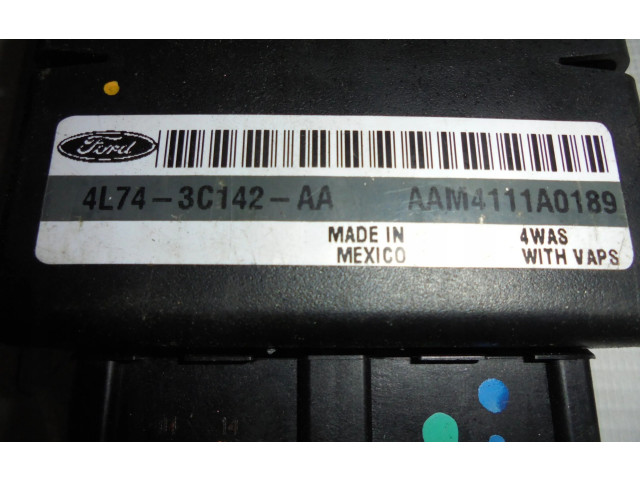 Ford
4L74-3C142-AA AAM4111A0189
MADE IN MEXICO
4WAS WITH VAPS